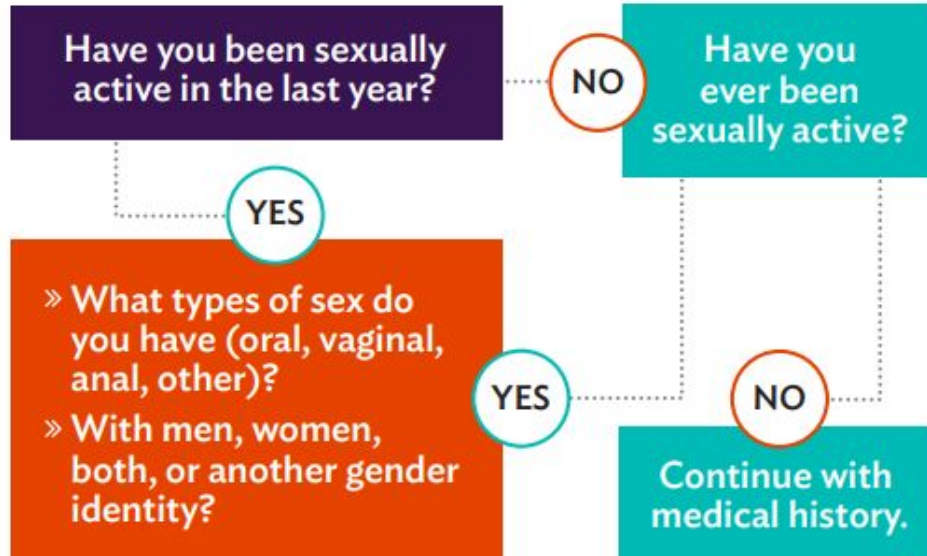 Have you been sexually
active in the last year?
NO
Have you
ever been
sexually active?
YES
» What types of sex do
you have (oral, vaginal,
anal, other)?
» With men, women,
both, or another gender
identity?
YES
NO
Continue with
medical history.